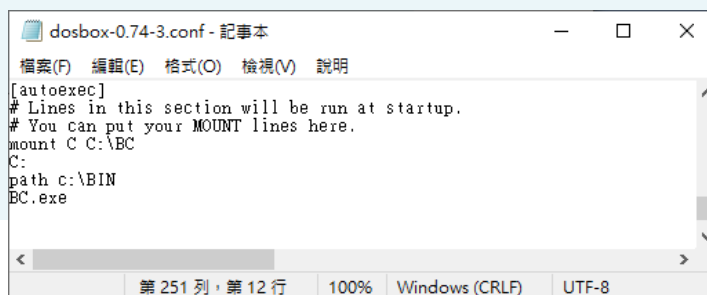 dosbox-0.74-3.conf - 記事本
檔案(F) 編輯(E) 格式(O) 檢視(V) 說明
[autoexec]
# Lines in this section will be run at startup.
# You can put your MOUNT lines here.
mount C C:\BC
C:
path c:\BIN
BC.exe
第 251 列，第 12 行 100% Windows (CRLF) UTF-8